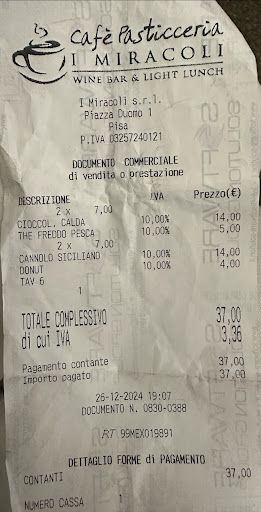 Cafè Pasticceria
I MIRACOLI
WINE BAR & LIGHT LUNCH
I Miracoli s.r.l.
Piazza Duomo 1
Pisa
P.IVA 03257240121
DOCUMENTO COMMERCIALE
di vendita o prestazione
DESCRIZIONE IVA Prezzo(€)
2 x 7,00
CIOCCOL. CALDA 10,00% 14,00
THE FREDDO PESCA 10,00% 5,00
2 x 7,00
CANNOLO SICILIANO 10,00% 14,00
DONUT 10,00% 4,00
TAV 6
1
TOTALE COMPLESSIVO 37,00
di cui IVA 3,36
Pagamento contante 37,00
Importo pagato 37,00
26-12-2024 19:07
DOCUMENTO N. 0830-0388
RT 99MEX019891
DETTAGLIO FORME di PAGAMENTO
CONTANTI 37,00
NUMERO CASSA 1